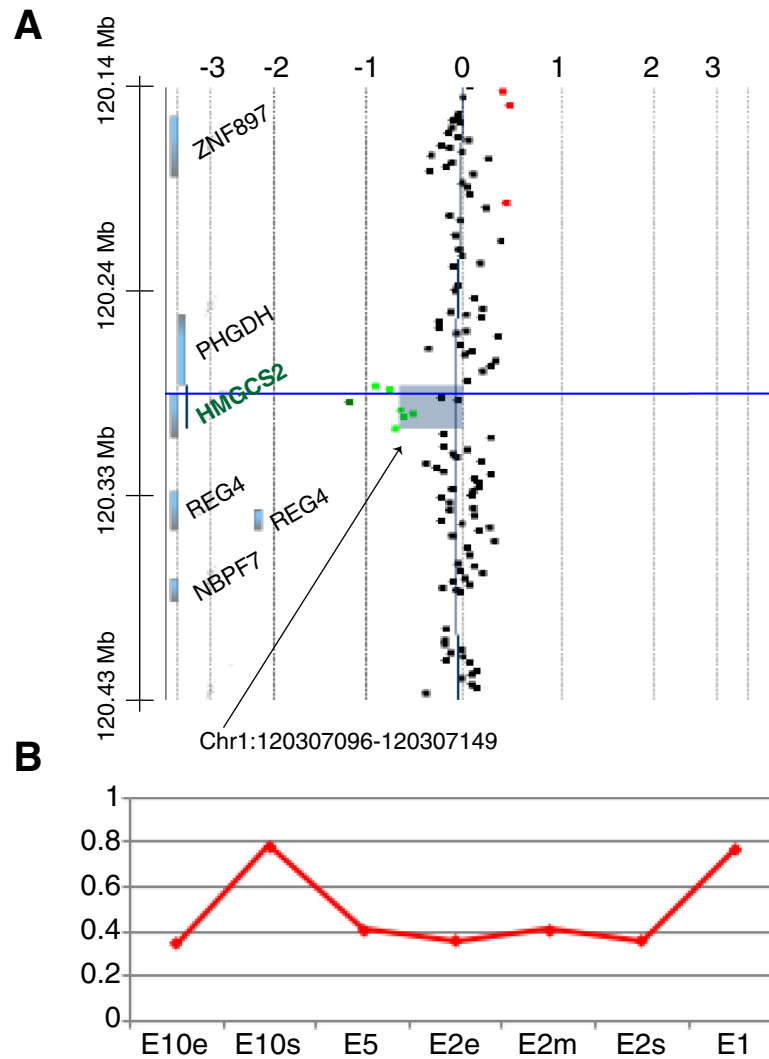 A
-3 -2 -1 0 1 2 3
120.14 Mb
ZNF897
120.24 Mb
PHGDH
HMGCS2
120.33 Mb
REG4
REG4
NBPF7
120.43 Mb
Chr1:120307096-120307149
B
1
0.8
0.6
0.4
0.2
0
E10e E10s E5 E2e E2m E2s E1